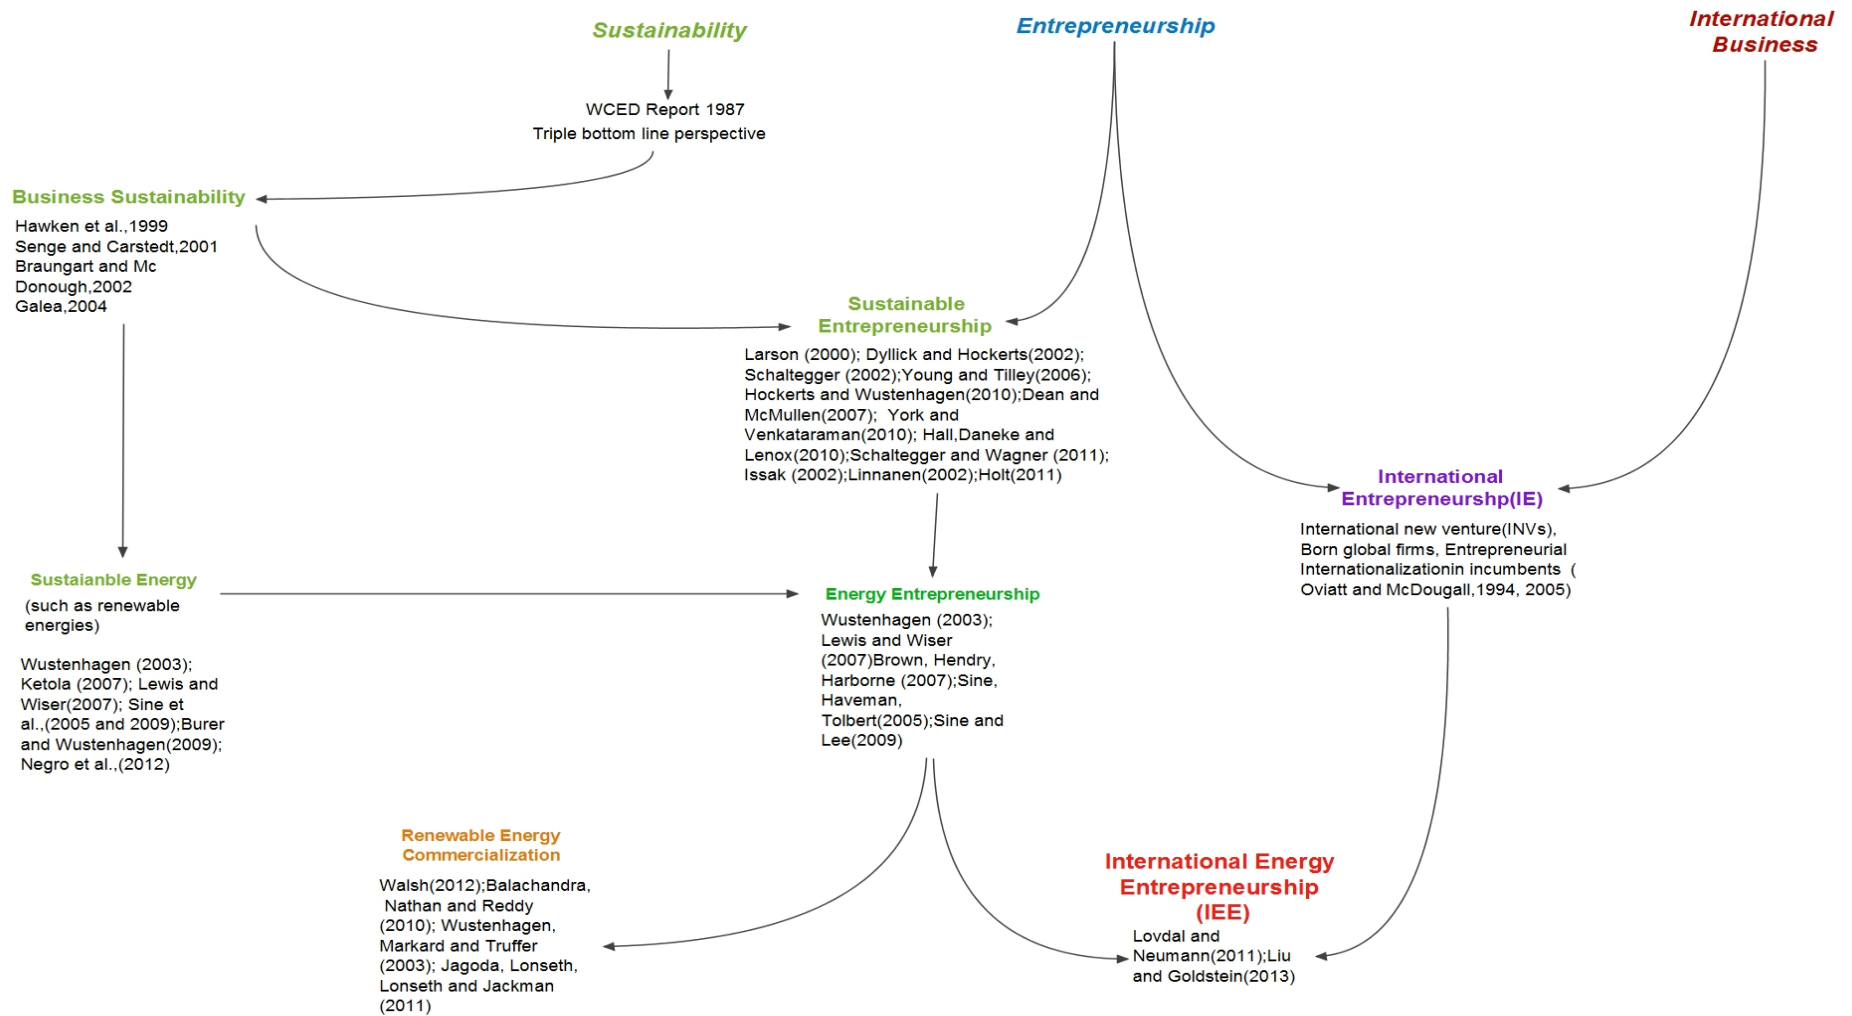 Sustainability
Entrepreneurship
International
Business
WCED Report 1987
Triple bottom line perspective
Business Sustainability
Hawken et al.,1999
Senge and Carstedt,2001
Braungart and Mc
Donough,2002
Galea,2004
Sustainable
Entrepreneurship
Larson (2000); Dyllick and Hockerts(2002);
Schaltegger (2002);Young and Tilley(2006);
Hockerts and Wustenhagen(2010);Dean and
McMullen(2007); York and
Venkataraman(2010); Hall,Daneke and
Lenox(2010);Schaltegger and Wagner (2011);
Issak (2002);Linnanen(2002);Holt(2011)
International
Entrepreneurshp(IE)
International new venture(INVs),
Born global firms, Entrepreneurial
Internationalizationin incumbents (
Oviatt and McDougall,1994, 2005)
Sustaianble Energy
(such as renewable
energies)
Wustenhagen (2003);
Ketola (2007); Lewis and
Wiser(2007); Sine et
al.,(2005 and 2009);Burer
and Wustenhagen(2009);
Negro et al.,(2012)
Energy Entrepreneurship
Wustenhagen (2003);
Lewis and Wiser
(2007)Brown, Hendry,
Harborne (2007);Sine,
Haveman,
Tolbert(2005);Sine and
Lee(2009)
Renewable Energy
Commercialization
Walsh(2012);Balachandra,
Nathan and Reddy
(2010); Wustenhagen,
Markard and Truffer
(2003); Jagoda, Lonseth,
Lonseth and Jackman
(2011)
International Energy
Entrepreneurship
(IEE)
Lovdal and
Neumann(2011);Liu
and Goldstein(2013)